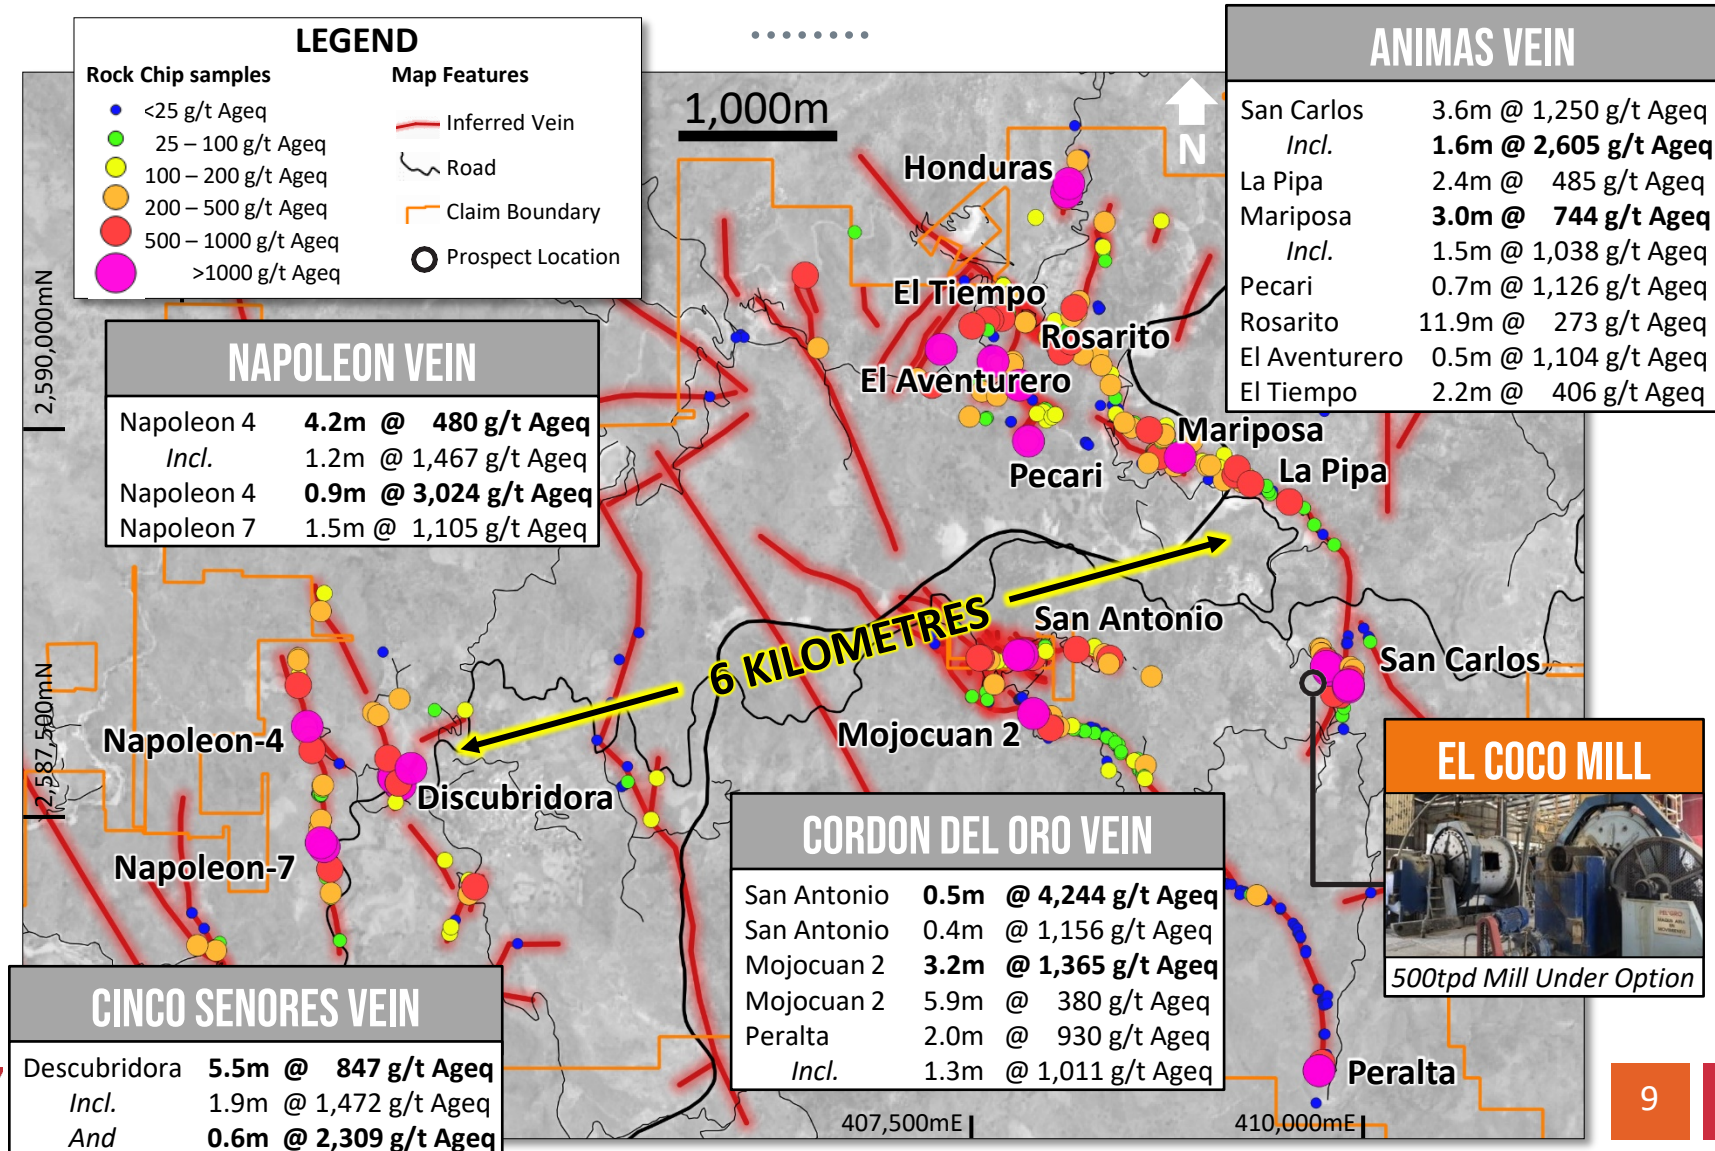 LEGEND
Rock Chip samples
Map Features
<25 g/t Ageq
25 – 100 g/t Ageq
100 – 200 g/t Ageq
200 – 500 g/t Ageq
500 – 1000 g/t Ageq
>1000 g/t Ageq
Inferred Vein
Road
Claim Boundary
Prospect Location
1,000m
N
ANIMAS VEIN
San Carlos 3.6m @ 1,250 g/t Ageq
Incl. 1.6m @ 2,605 g/t Ageq
La Pipa 2.4m @ 485 g/t Ageq
Mariposa 3.0m @ 744 g/t Ageq
Incl. 1.5m @ 1,038 g/t Ageq
Pecari 0.7m @ 1,126 g/t Ageq
Rosarito 11.9m @ 273 g/t Ageq
El Aventurero 0.5m @ 1,104 g/t Ageq
El Tiempo 2.2m @ 406 g/t Ageq
Honduras
El Tiempo
Rosarito
El Aventurero
Mariposa
Pecari
La Pipa
2,590,000mN
NAPOLEON VEIN
Napoleon 4 4.2m @ 480 g/t Ageq
Incl. 1.2m @ 1,467 g/t Ageq
Napoleon 4 0.9m @ 3,024 g/t Ageq
Napoleon 7 1.5m @ 1,105 g/t Ageq
6 KILOMETRES
San Antonio
San Carlos
Mojocuan 2
2,587,500mN
Napoleon-4
Discubridora
Napoleon-7
EL COCO MILL
500tpd Mill Under Option
CORDON DEL ORO VEIN
San Antonio 0.5m @ 4,244 g/t Ageq
San Antonio 0.4m @ 1,156 g/t Ageq
Mojocuan 2 3.2m @ 1,365 g/t Ageq
Mojocuan 2 5.9m @ 380 g/t Ageq
Peralta 2.0m @ 930 g/t Ageq
Incl. 1.3m @ 1,011 g/t Ageq
CINCO SENORES VEIN
Descubridora 5.5m @ 847 g/t Ageq
Incl. 1.9m @ 1,472 g/t Ageq
And 0.6m @ 2,309 g/t Ageq
Peralta
407,500mE
410,000mE
9